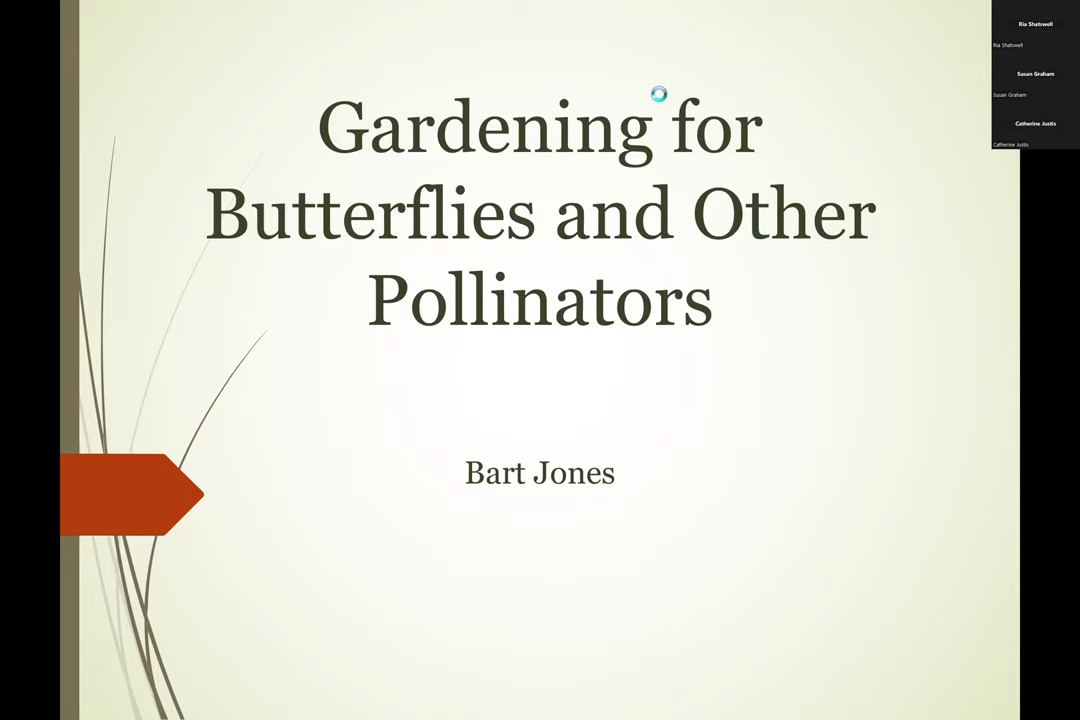 Gardening for
Butterflies and Other
Pollinators
Bart Jones
Ria Shatswell
Ria Shatswell
Susan Graham
Susan Graham
Catherine Justis
Catherine Justis